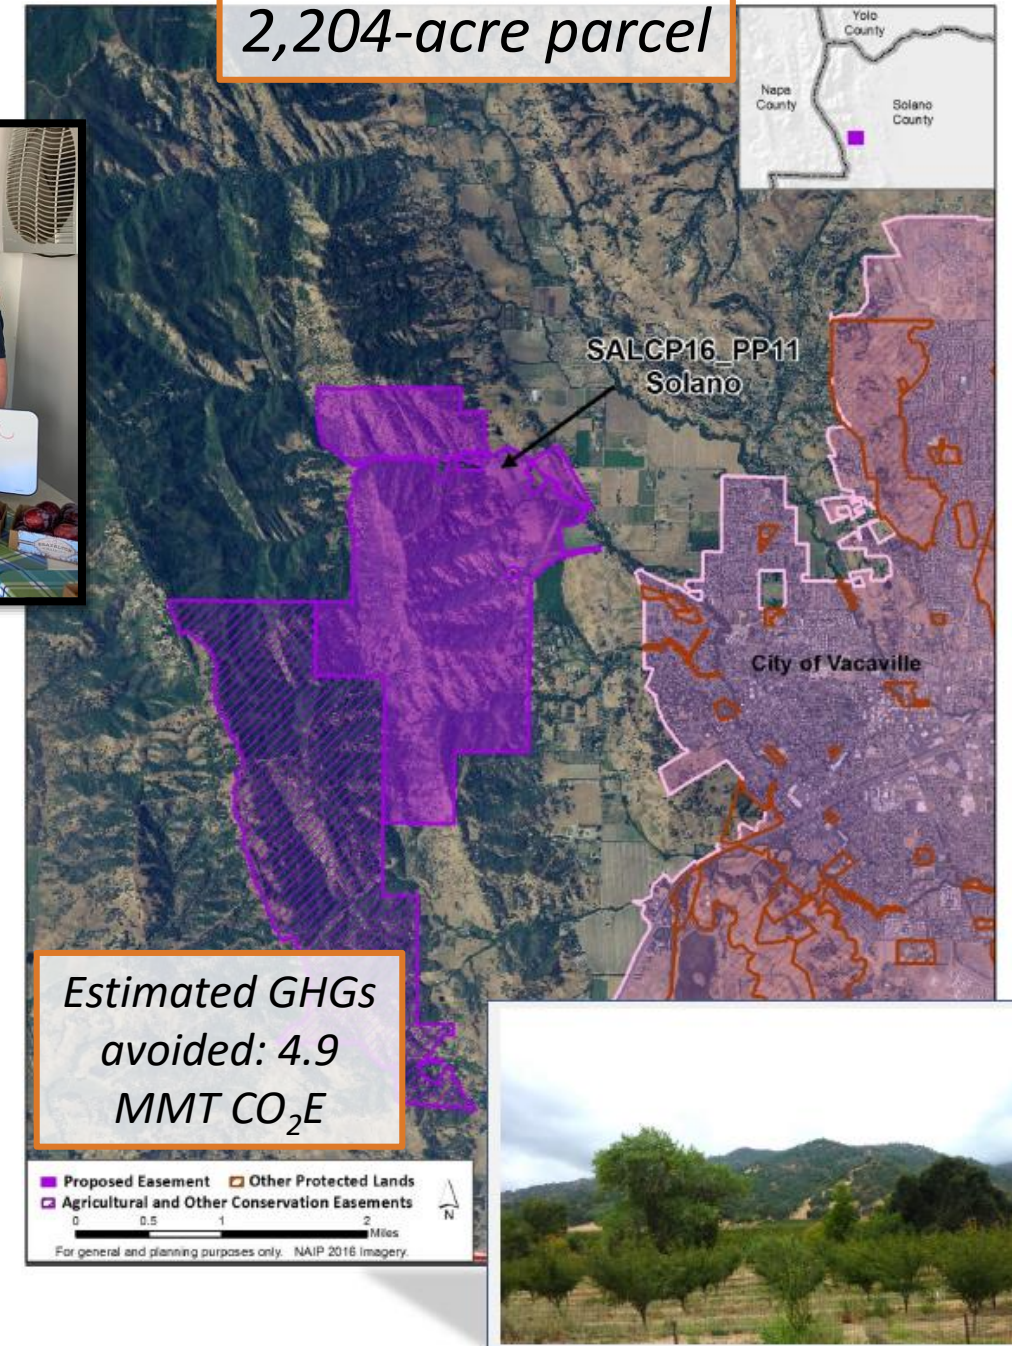 2,204-acre parcel
Yolo
County
Napa
County
Solano
County
SALCP16_PP11
Solano
City of Vacaville
Estimated GHGs
avoided: 4.9
MMT CO₂E
Proposed Easement Other Protected Lands
Agricultural and Other Conservation Easements
N
0 0.5 1 2
Miles
For general and planning purposes only. NAIP 2016 Imagery.